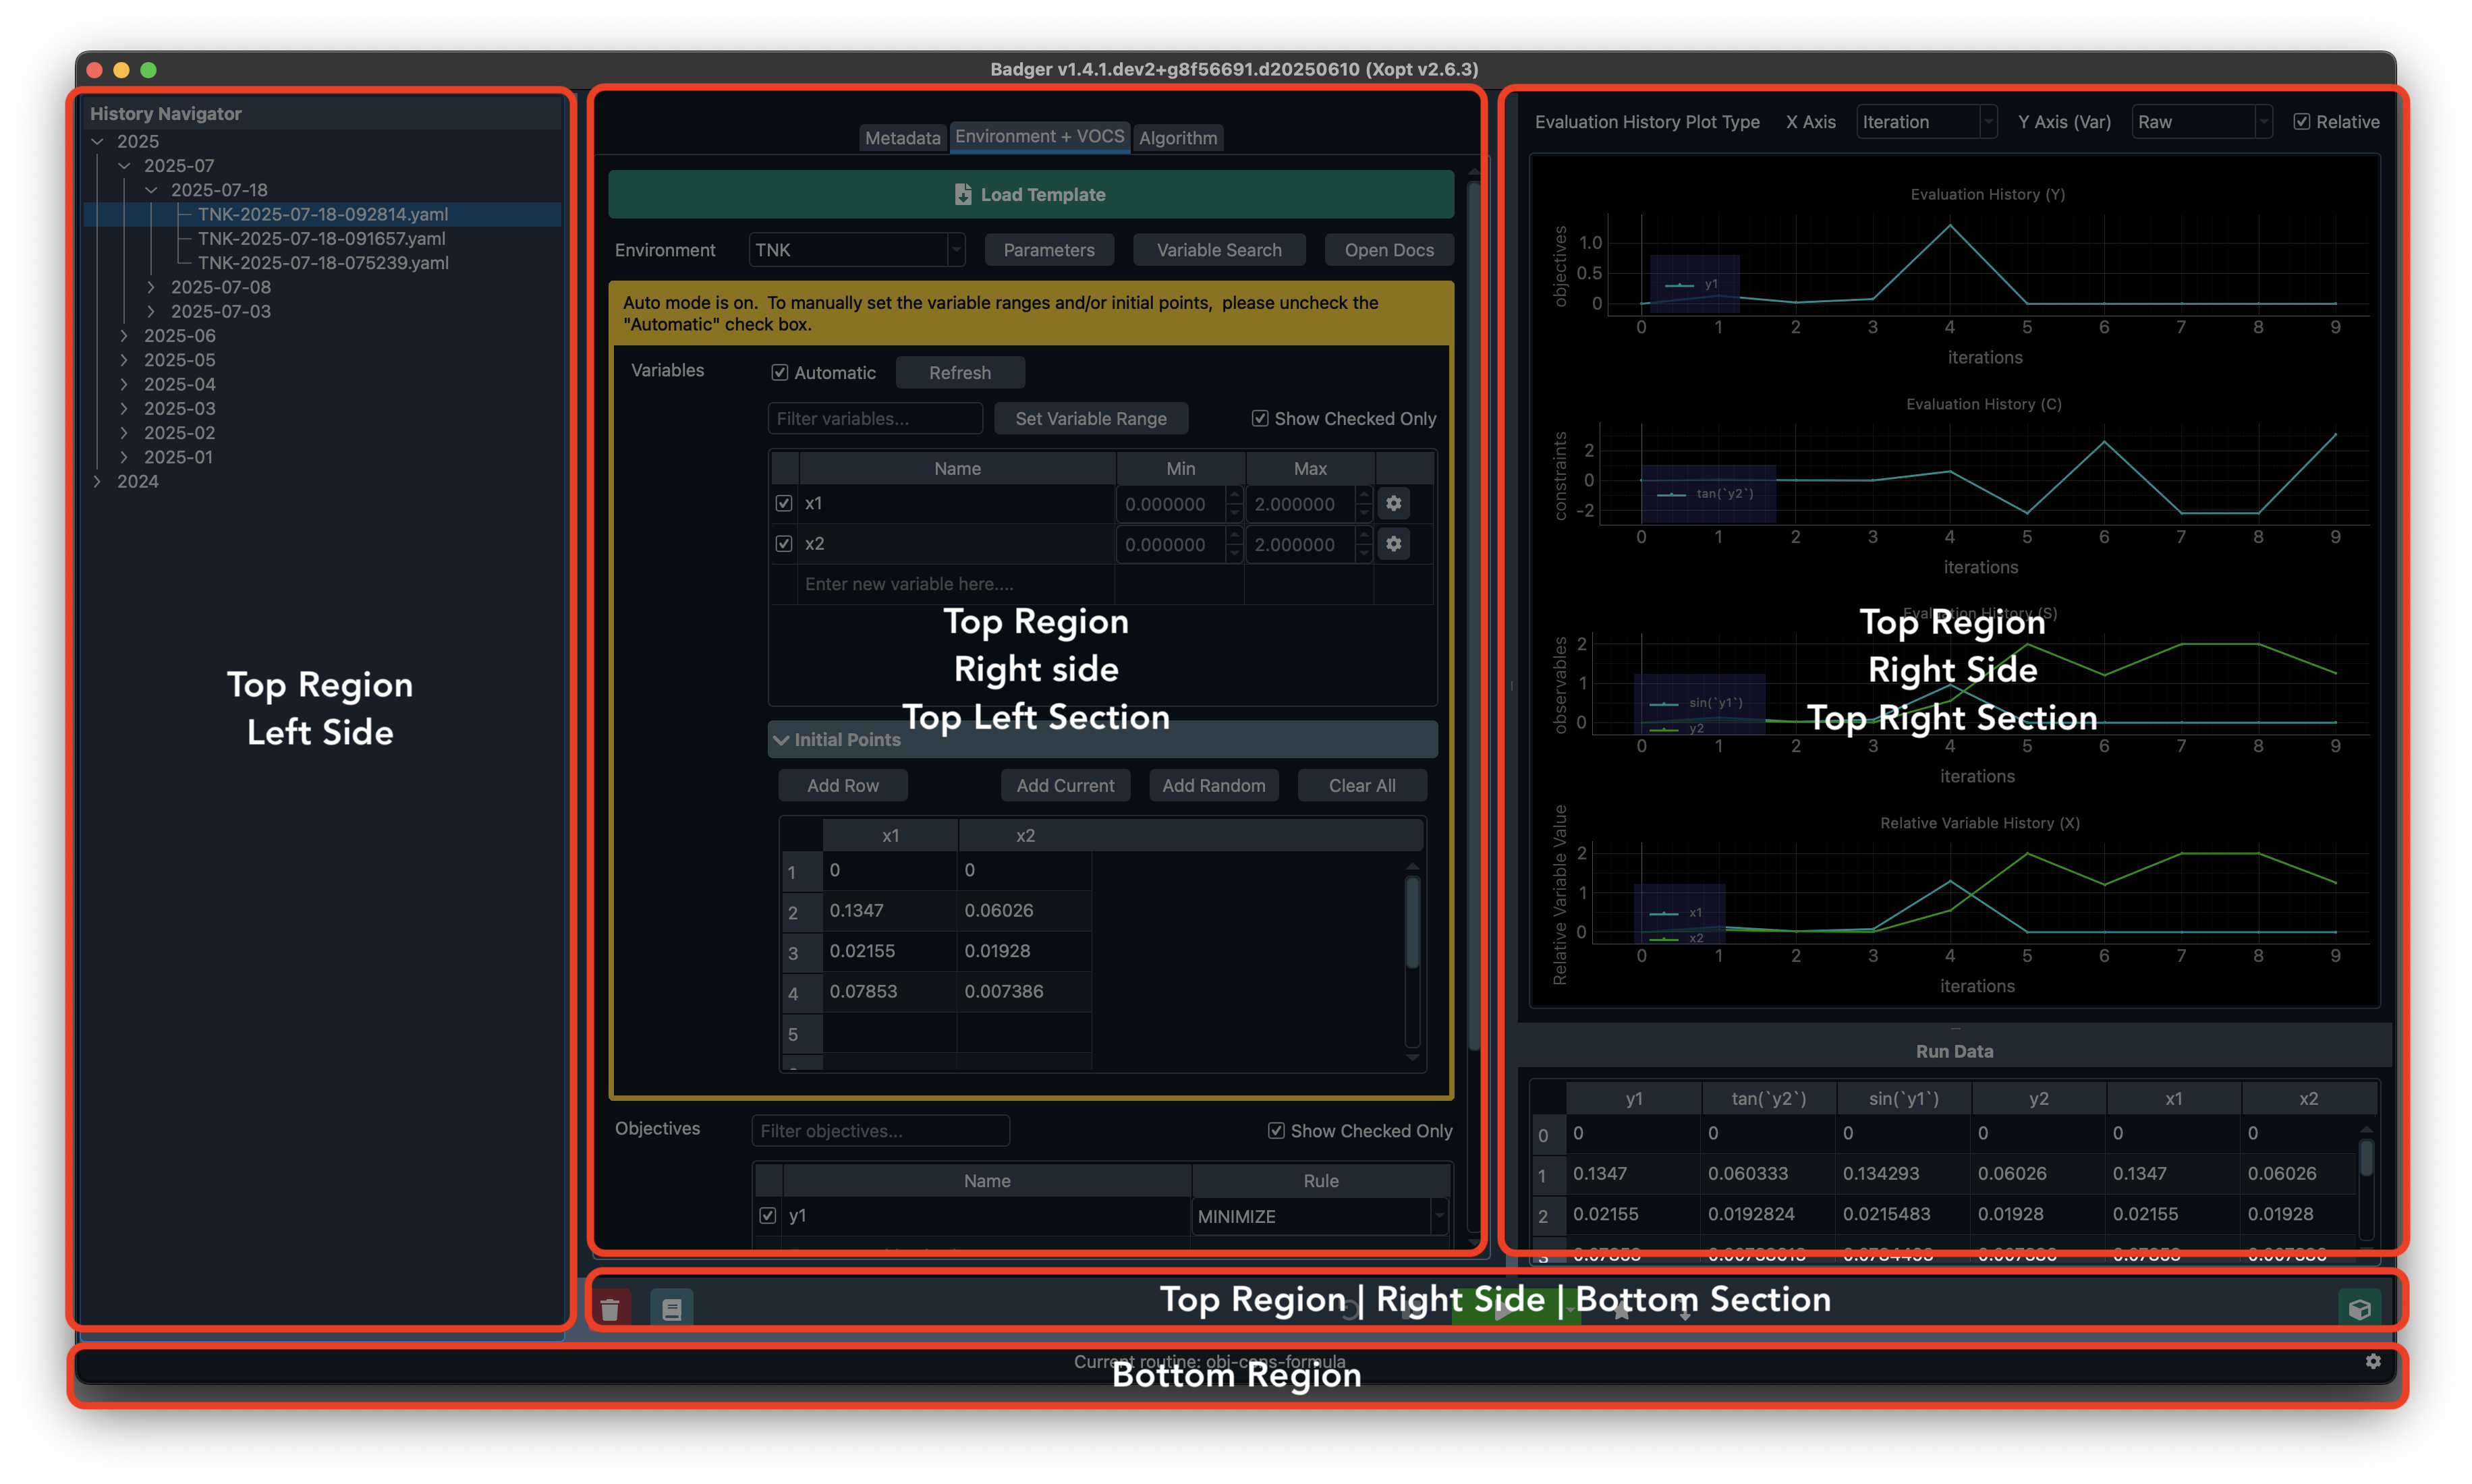 Badger v1.4.1.dev2+g8f56691.d20250610 (Xopt v2.6.3)
History Navigator
2025
2025-07
2025-07-18
TNK-2025-07-18-092814.yaml
TNK-2025-07-18-091657.yaml
TNK-2025-07-18-075239.yaml
2025-07-08
2025-07-03
2025-06
2025-05
2025-04
2025-03
2025-02
2025-01
2024
Top Region
Left Side
Metadata Environment + VOCS Algorithm
Load Template
Environment TNK Parameters Variable Search Open Docs
Auto mode is on. To manually set the variable ranges and/or initial points, please uncheck the
"Automatic" check box.
Variables Automatic Refresh
Filter variables... Set Variable Range Show Checked Only
Name Min Max
x1 0.000000 2.000000
x2 0.000000 2.000000
Enter new variable here....
Top Region
Right side
Top Left Section
Initial Points
Add Row Add Current Add Random Clear All
x1 x2
1 0 0
2 0.1347 0.06026
3 0.02155 0.01928
4 0.07853 0.007386
5
Objectives Filter objectives... Show Checked Only
Name Rule
y1 MINIMIZE
Evaluation History Plot Type X Axis Iteration Y Axis (Var) Raw Relative
Evaluation History (Y)
objectives
1.0
0.5
0
y1
0 1 2 3 4 5 6 7 8 9
iterations
Evaluation History (C)
constraints
2
0
-2
tan(`y2`)
0 1 2 3 4 5 6 7 8 9
iterations
Evaluation History (S)
Top Region
Right Side
Top Right Section
observables
2
1
0
sin(`y1`)
y2
0 1 2 3 4 5 6 7 8 9
iterations
Relative Variable History (X)
Relative Variable Value
2
1
0
x1
x2
0 1 2 3 4 5 6 7 8 9
iterations
Run Data
y1 tan(`y2`) sin(`y1`) y2 x1 x2
0 0 0 0 0 0 0
1 0.1347 0.060333 0.134293 0.06026 0.1347 0.06026
2 0.02155 0.0192824 0.0215483 0.01928 0.02155 0.01928
3 0.07853 0.007386 0.07853 0.007386
Top Region | Right Side | Bottom Section
Current routine: obj-cons-formula
Bottom Region